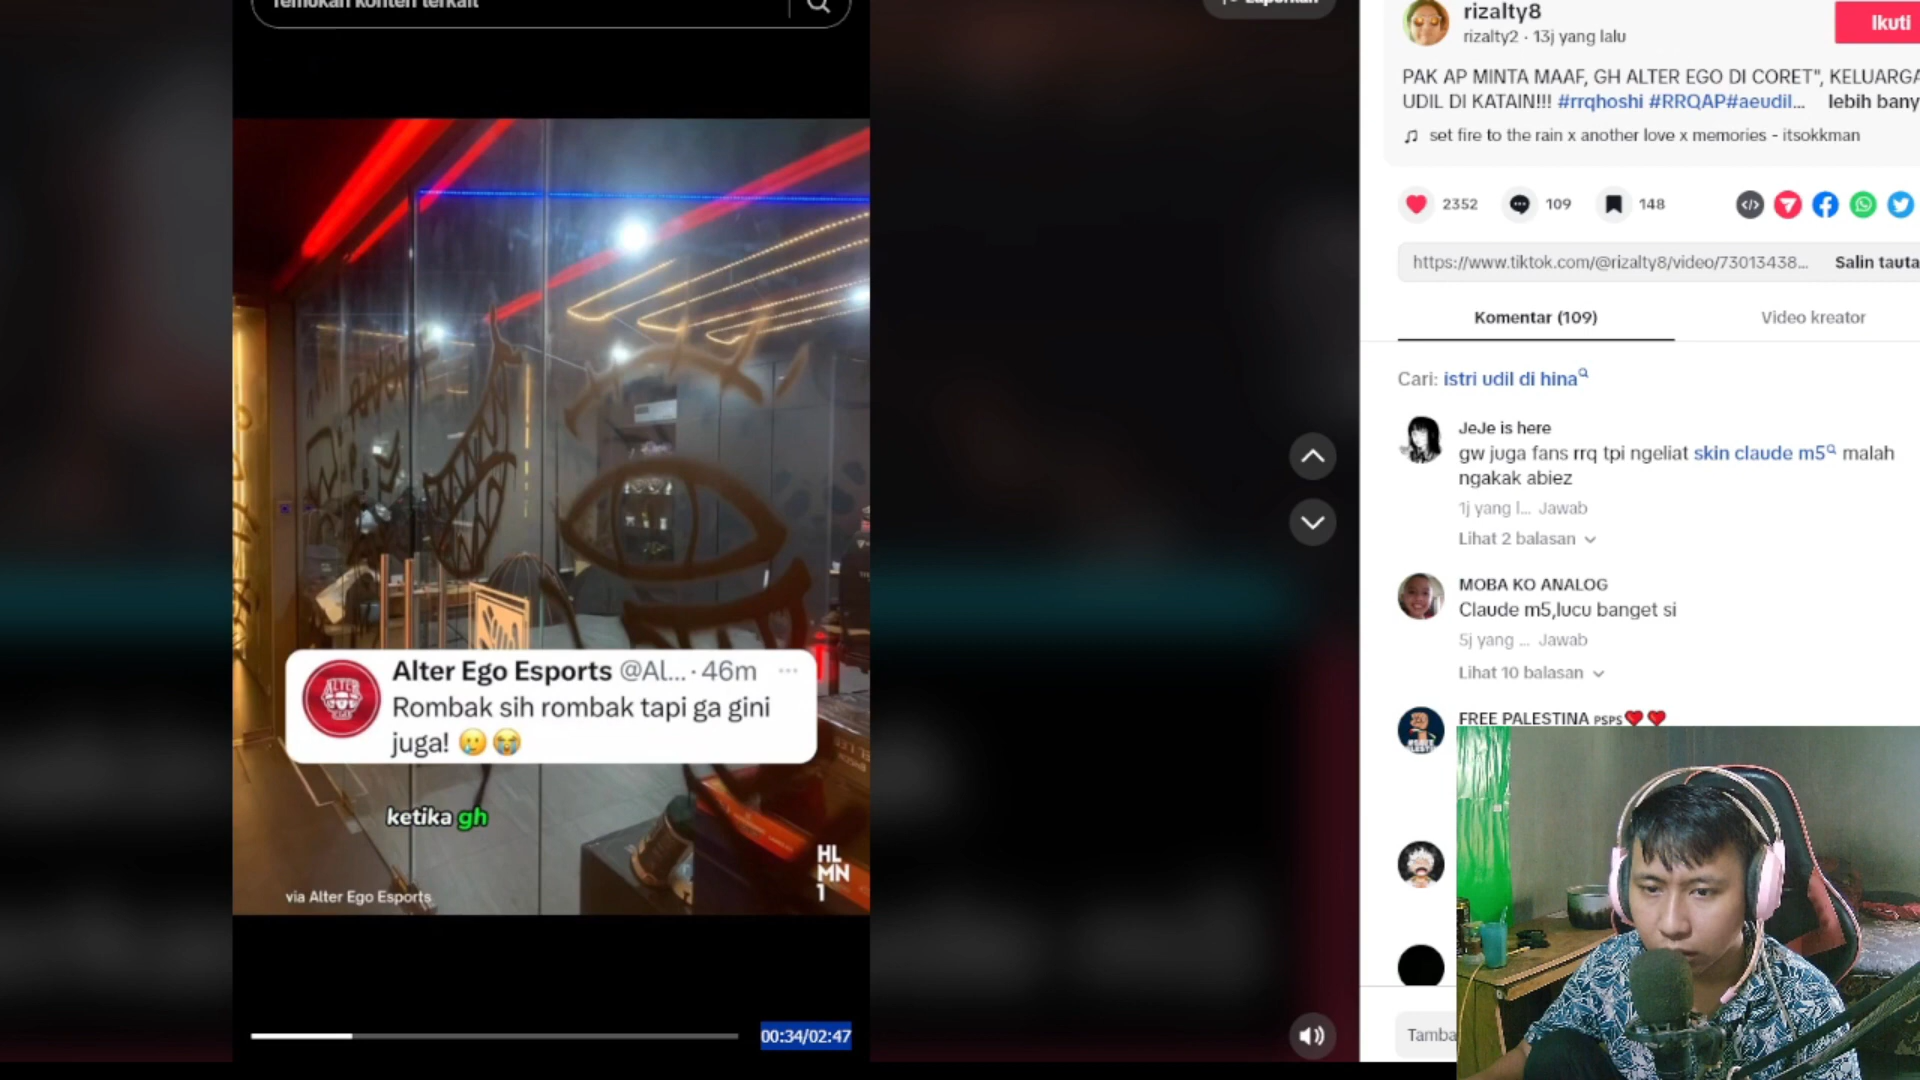 Temukan konten terkait
Laporkan
rizalty8
rizalty2 · 13j yang lalu
Ikuti
PAK AP MINTA MAAF, GH ALTER EGO DI CORET", KELUARGA
UDIL DI KATAIN!!! #rrqhoshi #RRQAP#aeudil... lebih bany
set fire to the rain x another love x memories - itsokkman
2352
109
148
https://www.tiktok.com/@rizalty8/video/73013438...
Salin tauta
Komentar (109)
Video kreator
Cari: istri udil di hina
JeJe is here
gw juga fans rrq tpi ngeliat skin claude m5 malah
ngakak abiez
1j yang l... Jawab
Lihat 2 balasan
MOBA KO ANALOG
Claude m5,lucu banget si
5j yang ... Jawab
Lihat 10 balasan
FREE PALESTINA PSPS❤️❤️
Tamba
Alter Ego Esports @Al... · 46m
Rombak sih rombak tapi ga gini
juga! 🥲😭
ketika gh
HL
MN
1
via Alter Ego Esports
00:34/02:47